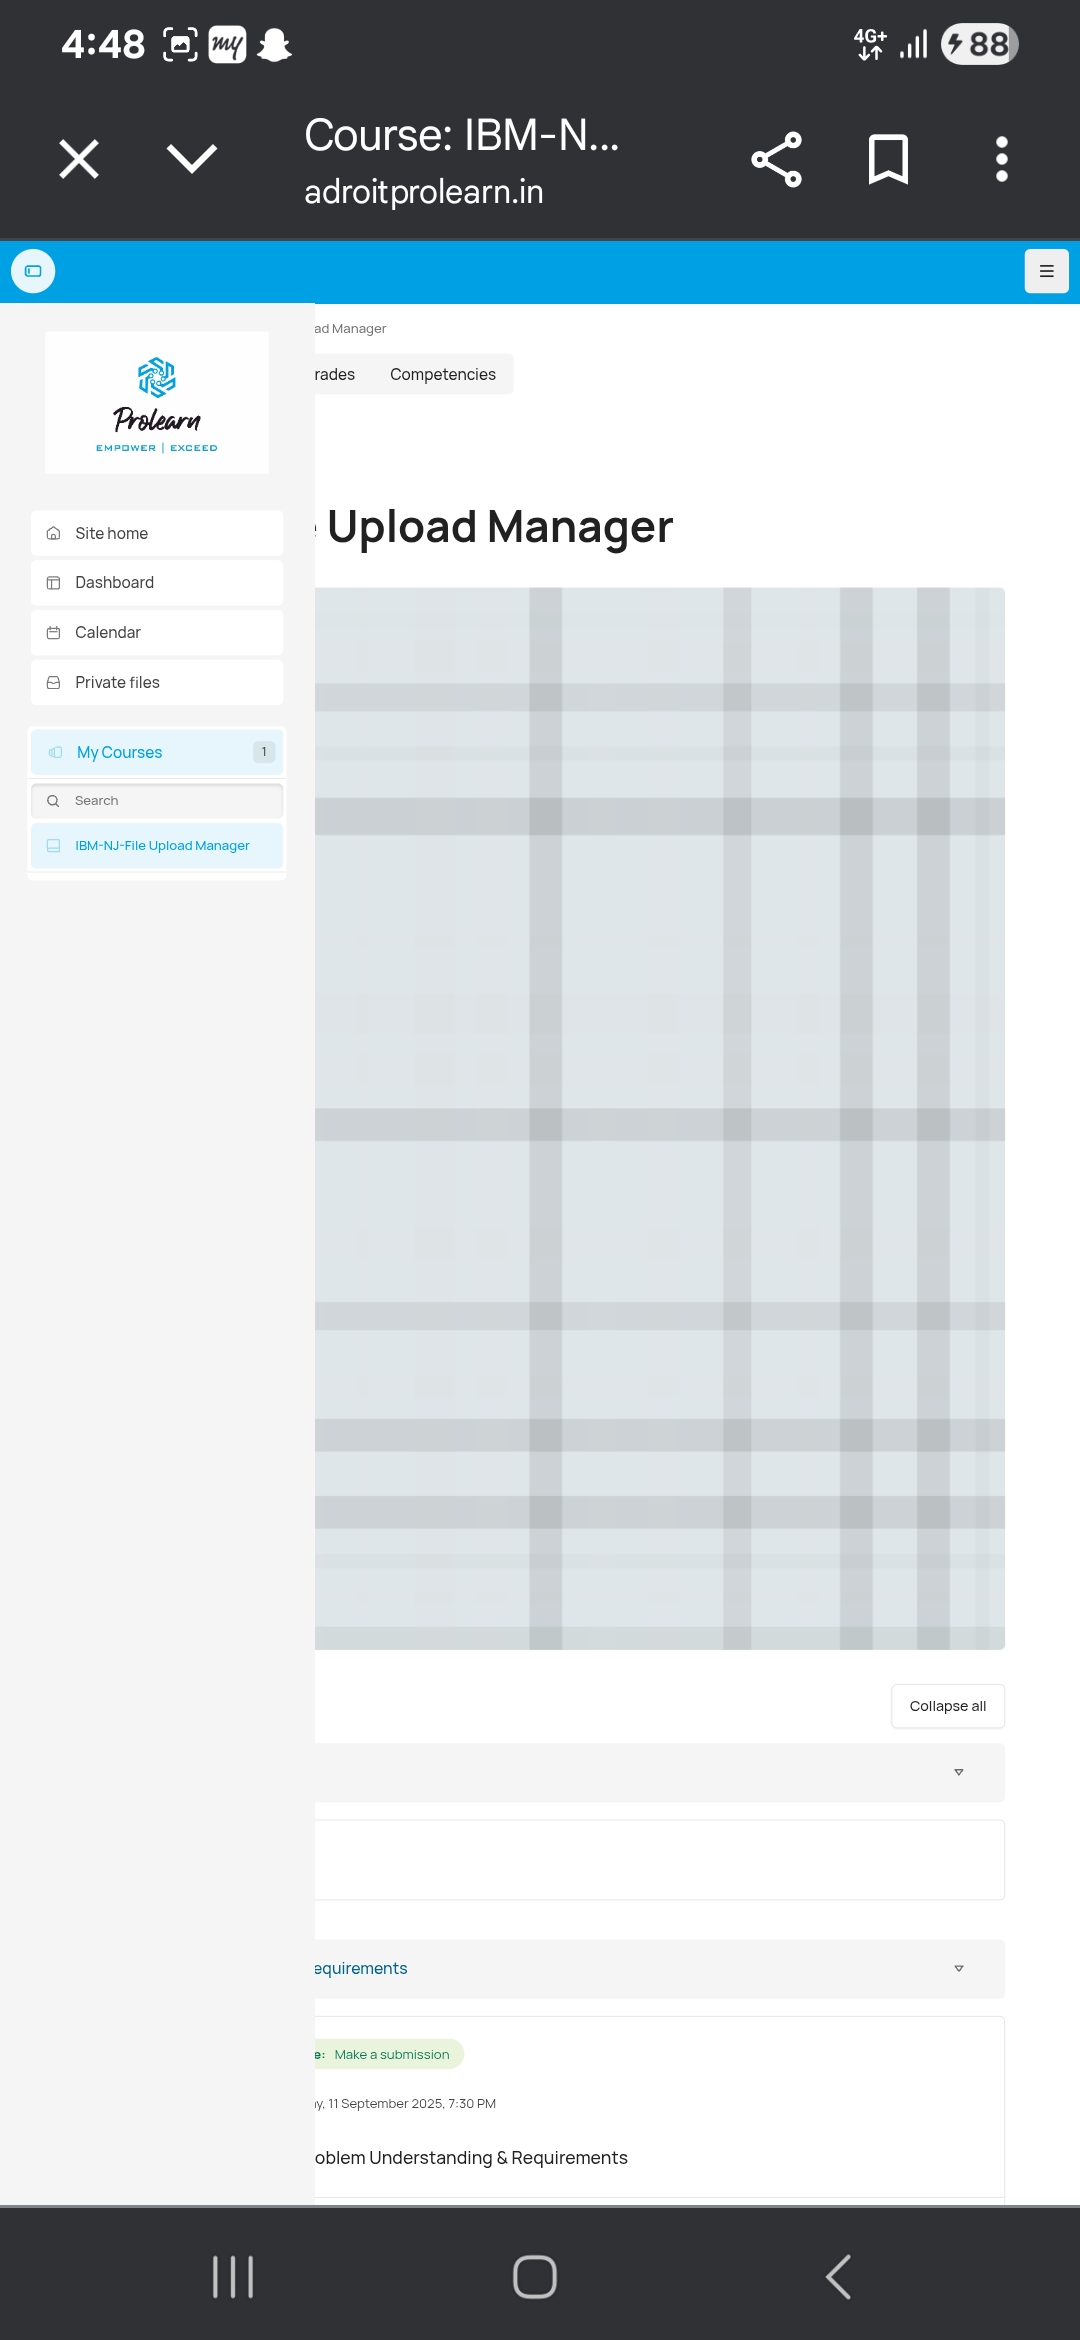 4:48
my
4G+
88
Course: IBM-N...
adroitprolearn.in
ad Manager
rades Competencies
Prolearn
EMPOWER | EXCEED
Upload Manager
Site home
Dashboard
Calendar
Private files
My Courses 1
Search
IBM-NJ-File Upload Manager
Collapse all
equirements
e: Make a submission
y, 11 September 2025, 7:30 PM
oblem Understanding & Requirements